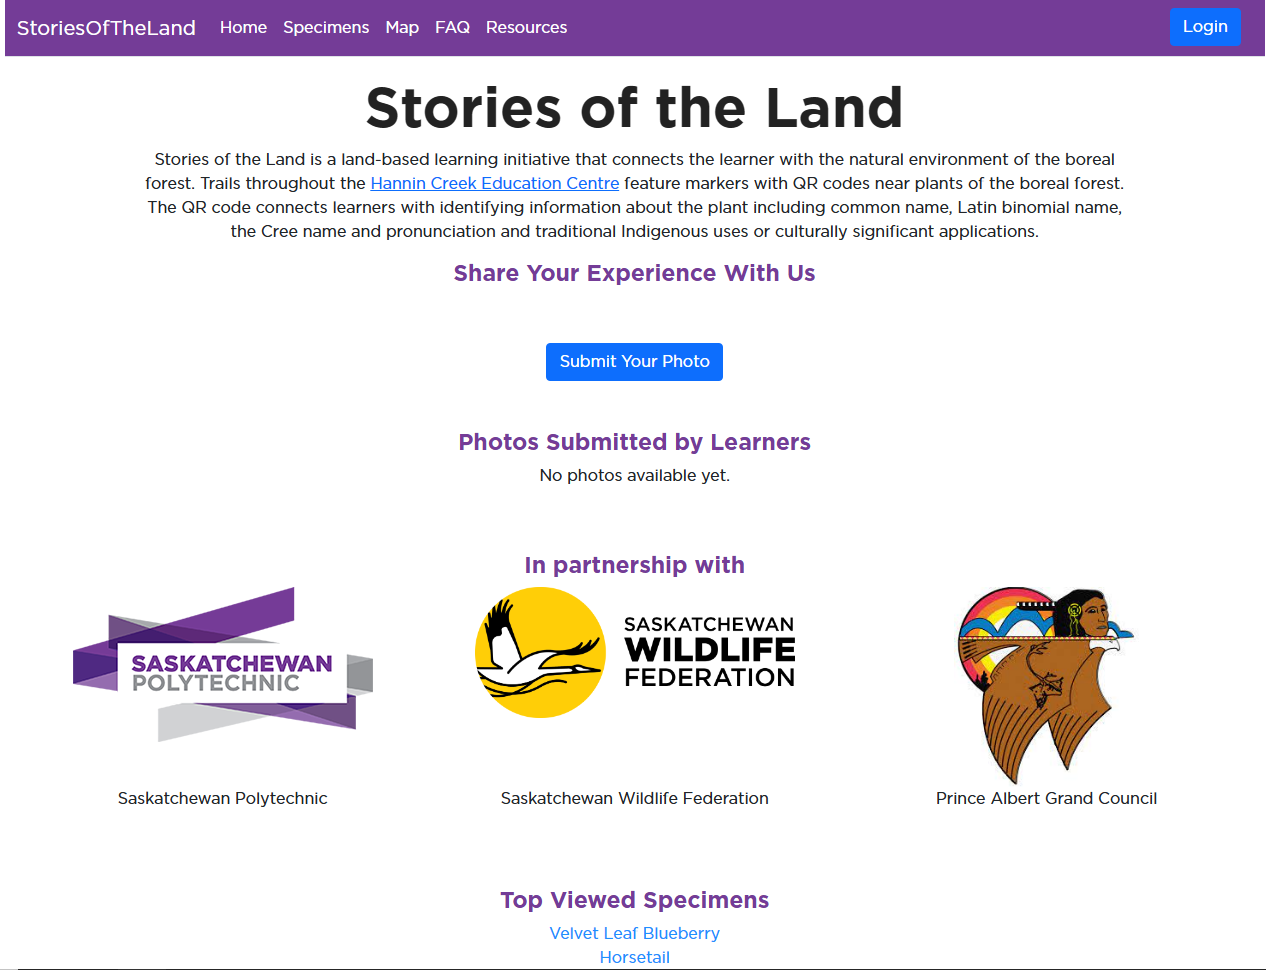 StoriesOfTheLand Home Specimens Map FAQ Resources Login
Stories of the Land
Stories of the Land is a land-based learning initiative that connects the learner with the natural environment of the boreal
forest. Trails throughout the Hannin Creek Education Centre feature markers with QR codes near plants of the boreal forest.
The QR code connects learners with identifying information about the plant including common name, Latin binomial name,
the Cree name and pronunciation and traditional Indigenous uses or culturally significant applications.
Share Your Experience With Us
Submit Your Photo
Photos Submitted by Learners
No photos available yet.
In partnership with
SASKATCHEWAN
POLYTECHNIC
SASKATCHEWAN
WILDLIFE
FEDERATION
Saskatchewan Polytechnic
Saskatchewan Wildlife Federation
Prince Albert Grand Council
Top Viewed Specimens
Velvet Leaf Blueberry
Horsetail